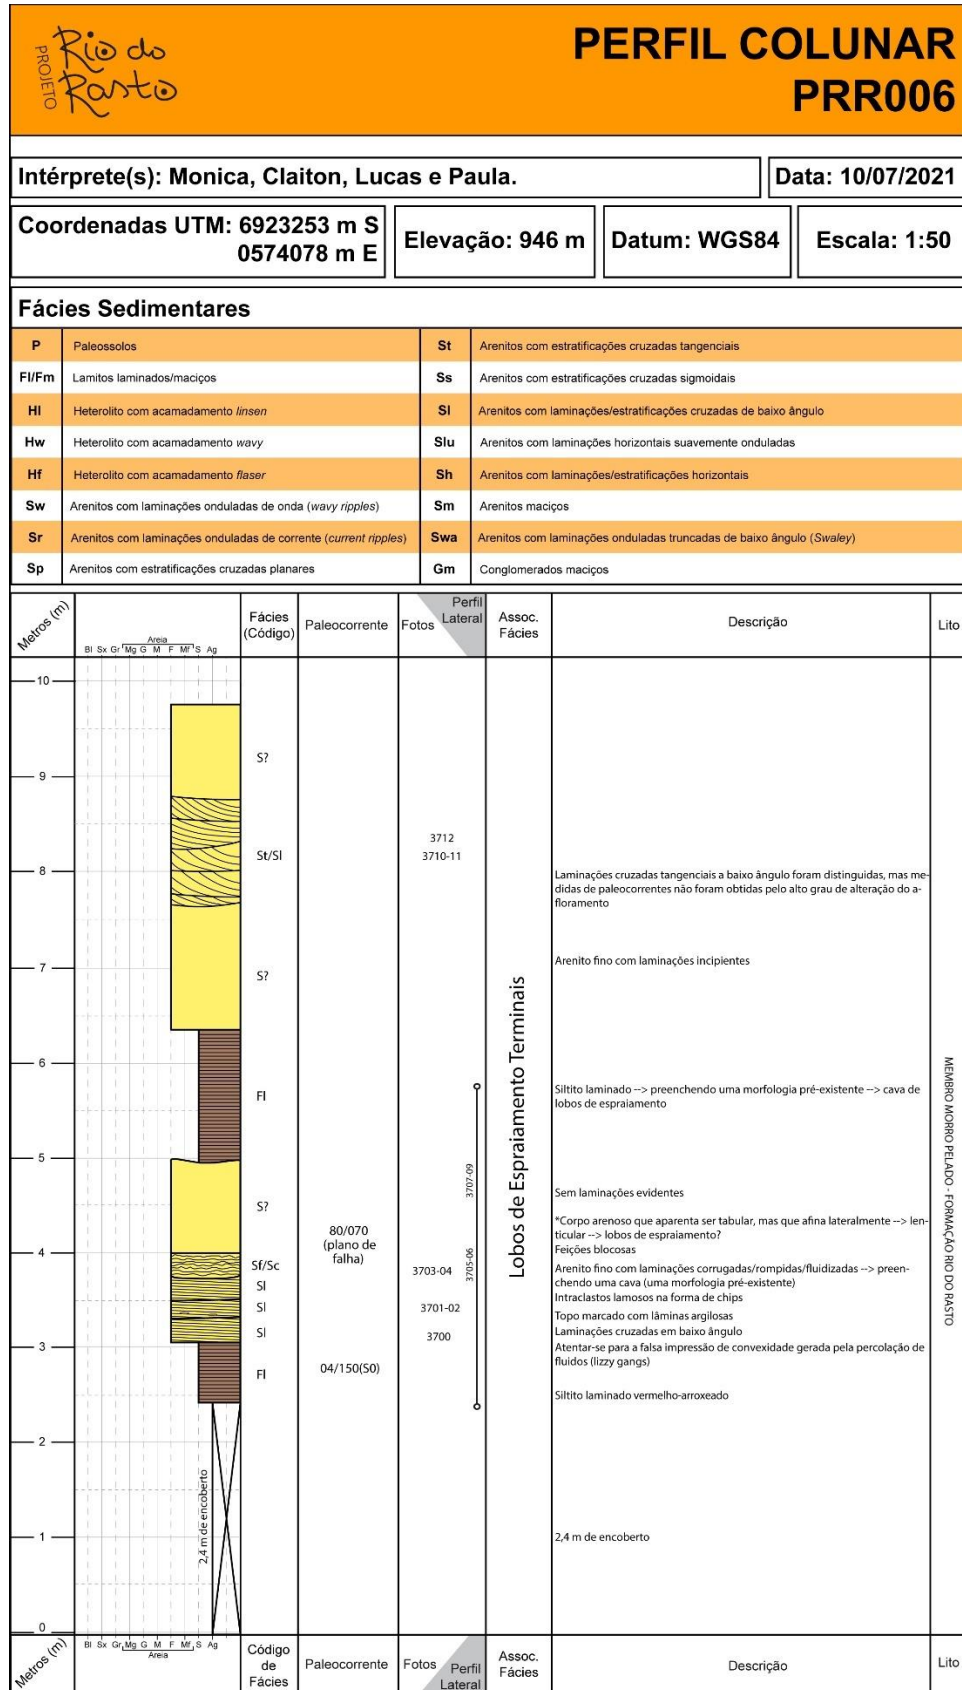 PROJETO
Rio do
Rasto
PERFIL COLUNAR
PRR006
Intérprete(s): Monica, Claiton, Lucas e Paula.
Data: 10/07/2021
Coordenadas UTM: 6923253 m S
0574078 m E
Elevação: 946 m
Datum: WGS84
Escala: 1:50
Fácies Sedimentares
P Paleossolos
St Arenitos com estratificações cruzadas tangenciais
Fl/Fm Lamitos laminados/maciços
Ss Arenitos com estratificações cruzadas sigmoidais
Hl Heterolito com acamadamento linsen
Sl Arenitos com laminações/estratificações cruzadas de baixo ângulo
Hw Heterolito com acamadamento wavy
Slu Arenitos com laminações horizontais suavemente onduladas
Hf Heterolito com acamadamento flaser
Sh Arenitos com laminações/estratificações horizontais
Sw Arenitos com laminações onduladas de onda (wavy ripples)
Sm Arenitos maciços
Sr Arenitos com laminações onduladas de corrente (current ripples)
Swa Arenitos com laminações onduladas truncadas de baixo ângulo (Swaley)
Sp Arenitos com estratificações cruzadas planares
Gm Conglomerados maciços
Metros (m)
Areia
Bl Sx Gr Mg G M F Mf S Ag
Fácies
(Código)
Paleocorrente
Fotos
Perfil
Lateral
Assoc.
Fácies
Descrição
Lito
10
9
S?
3712
St/Sl
3710-11
8
Laminações cruzadas tangenciais a baixo ângulo foram distinguidas, mas me-
didas de paleocorrentes não foram obtidas pelo alto grau de alteração do a-
floramento
7
S?
Arenito fino com laminações incipientes
Lobos de Espraiamento Terminais
MEMBRO MORRO PELADO - FORMAÇÃO RIO DO RASTO
6
Fl
Siltito laminado --> preenchendo uma morfologia pré-existente --> cava de
lobos de espraiamento
5
3707-09
Sem laminações evidentes
S?
*Corpo arenoso que aparenta ser tabular, mas que afina lateralmente --> len-
ticular --> lobos de espraiamento?
Feições blocosas
80/070
(plano de
falha)
4
3705-06
Sf/Sc
3703-04
Arenito fino com laminações corrugadas/rompidas/fluidizadas --> preen-
chendo uma cava (uma morfologia pré-existente)
Sl
Intraclastos lamosos na forma de chips
Sl
3701-02
Topo marcado com lâminas argilosas
Sl
3700
Laminações cruzadas em baixo ângulo
3
Atentar-se para a falsa impressão de convexidade gerada pela percolação de
fluidos (lizzy gangs)
Fl
04/150(S0)
Siltito laminado vermelho-arroxeado
2
2,4 m de encoberto
1
2,4 m de encoberto
0
Metros (m)
Bl Sx Gr Mg G M F Mf S Ag
Areia
Código
de
Fácies
Paleocorrente
Fotos
Perfil
Lateral
Assoc.
Fácies
Descrição
Lito